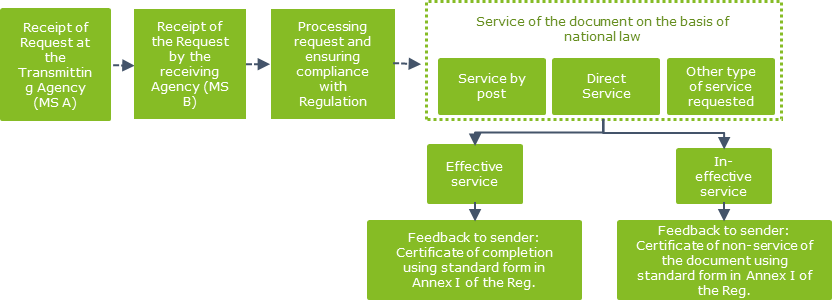 Receipt of
Request at
the
Transmittin
g Agency
(MS A)
Receipt of
the Request
by the
receiving
Agency (MS
B)
Processing
request and
ensuring
compliance
with
Regulation
Service of the document on the basis of
national law
Service by
post
Direct
Service
Other type
of service
requested
Effective
service
In-
effective
service
Feedback to sender:
Certificate of completion
using standard form in
Annex I of the Reg.
Feedback to sender:
Certificate of non-service of
the document using
standard form in Annex I of
the Reg.